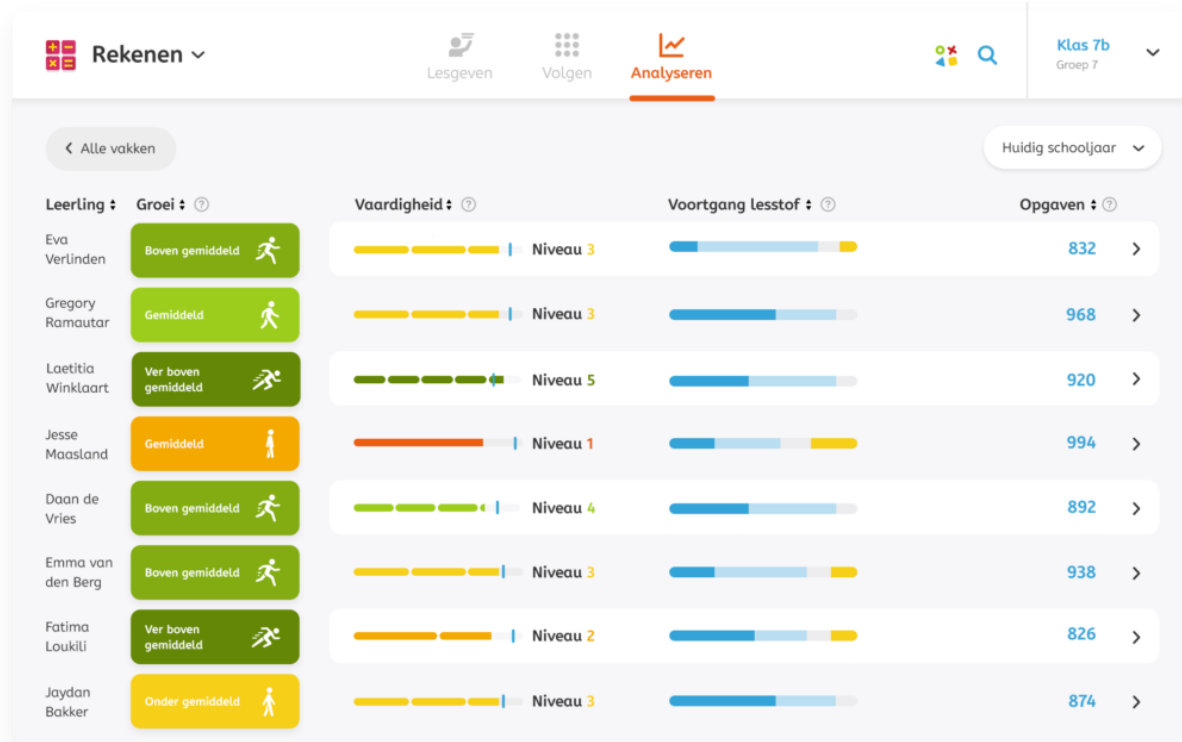 Rekenen
Lesgeven
Volgen
Analyseren
Klas 7b
Groep 7
Alle vakken
Huidig schooljaar
Leerling Groei ? Vaardigheid ? Voortgang lesstof ? Opgaven ?
Eva
Verlinden
Boven gemiddeld
Niveau 3
832
Gregory
Ramautar
Gemiddeld
Niveau 3
968
Laetitia
Winklaart
Ver boven
gemiddeld
Niveau 5
920
Jesse
Maasland
Gemiddeld
Niveau 1
994
Daan de
Vries
Boven gemiddeld
Niveau 4
892
Emma van
den Berg
Boven gemiddeld
Niveau 3
938
Fatima
Loukili
Ver boven
gemiddeld
Niveau 2
826
Jaydan
Bakker
Onder gemiddeld
Niveau 3
874